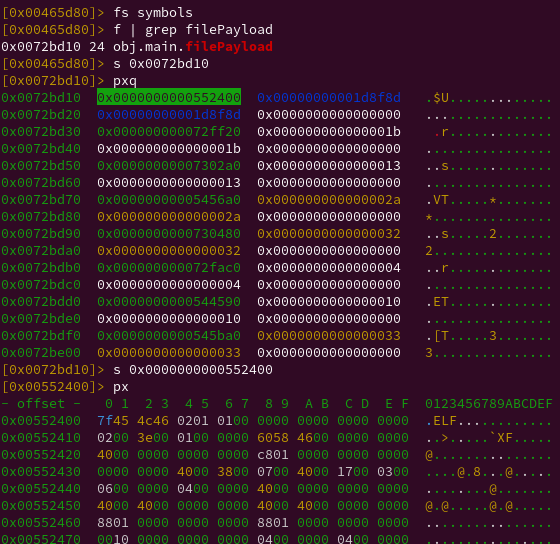 [0x00465d80]> fs symbols
[0x00465d80]> f | grep filePayload
0x0072bd10 24 obj.main.filePayload
[0x00465d80]> s 0x0072bd10
[0x0072bd10]> pxq
0x0072bd10  0x0000000000552400  0x00000000001d8f8d   .$U.............
0x0072bd20  0x00000000001d8f8d  0x0000000000000000   ................
0x0072bd30  0x000000000072ff20  0x000000000000001b   .r.............
0x0072bd40  0x000000000000001b  0x0000000000000000   ................
0x0072bd50  0x00000000007302a0  0x0000000000000013   ..s.............
0x0072bd60  0x0000000000000013  0x0000000000000000   ................
0x0072bd70  0x00000000005456a0  0x000000000000002a   .VT.....*.......
0x0072bd80  0x000000000000002a  0x0000000000000000   *...............
0x0072bd90  0x0000000000730480  0x0000000000000032   ..s.....2.......
0x0072bda0  0x0000000000000032  0x0000000000000000   2...............
0x0072bdb0  0x000000000072fac0  0x0000000000000004   ..r.............
0x0072bdc0  0x0000000000000004  0x0000000000000000   ................
0x0072bdd0  0x0000000000544590  0x0000000000000010   .ET.............
0x0072bde0  0x0000000000000010  0x0000000000000000   ................
0x0072bdf0  0x0000000000545ba0  0x0000000000000033   .[T.....3.......
0x0072be00  0x0000000000000033  0x0000000000000000   3...............
[0x0072bd10]> s 0x0000000000552400
[0x00552400]> px
- offset -   0 1  2 3  4 5  6 7  8 9  A B  C D  E F  0123456789ABCDEF
0x00552400  7f45 4c46 0201 0100 0000 0000 0000 0000  .ELF............
0x00552410  0200 3e00 0100 0000 6058 4600 0000 0000  ..>.....`XF.....
0x00552420  4000 0000 0000 0000 c801 0000 0000 0000  @...............
0x00552430  0000 0000 4000 3800 0700 4000 1700 0300  ....@.8...@.....
0x00552440  0600 0000 0400 0000 4000 0000 0000 0000  ........@.......
0x00552450  4000 4000 0000 0000 4000 4000 0000 0000  @.@.....@.@.....
0x00552460  8801 0000 0000 0000 8801 0000 0000 0000  ................
0x00552470  0010 0000 0000 0000 0400 0000 0400 0000  ................